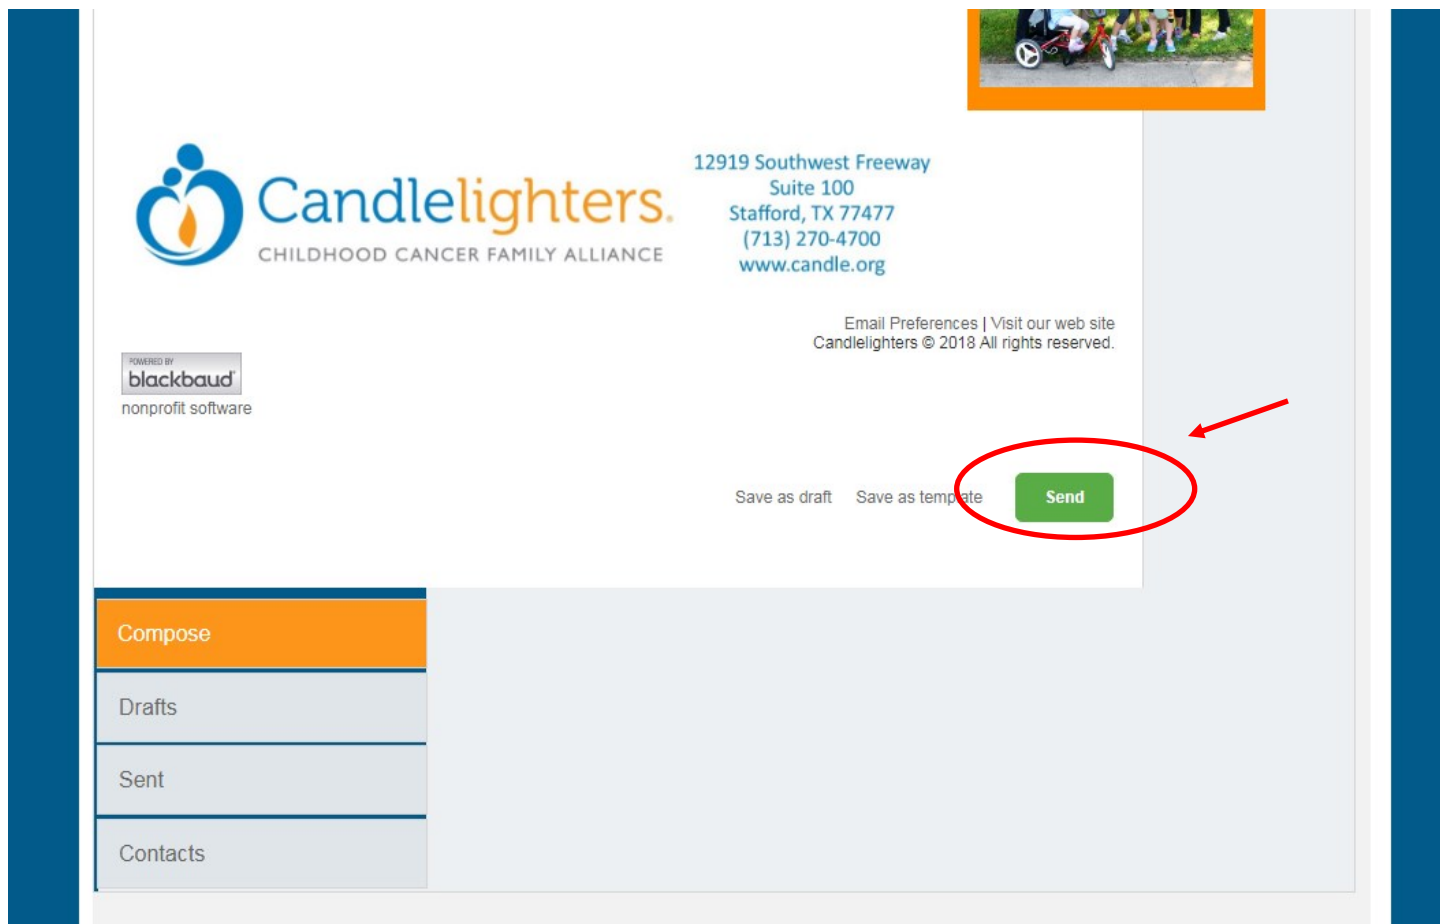 Candlelighters.
CHILDHOOD CANCER FAMILY ALLIANCE
12919 Southwest Freeway
Suite 100
Stafford, TX 77477
(713) 270-4700
www.candle.org
Email Preferences | Visit our web site
Candlelighters © 2018 All rights reserved.
POWERED BY
blackbaud
nonprofit software
Save as draft Save as template Send
Compose
Drafts
Sent
Contacts